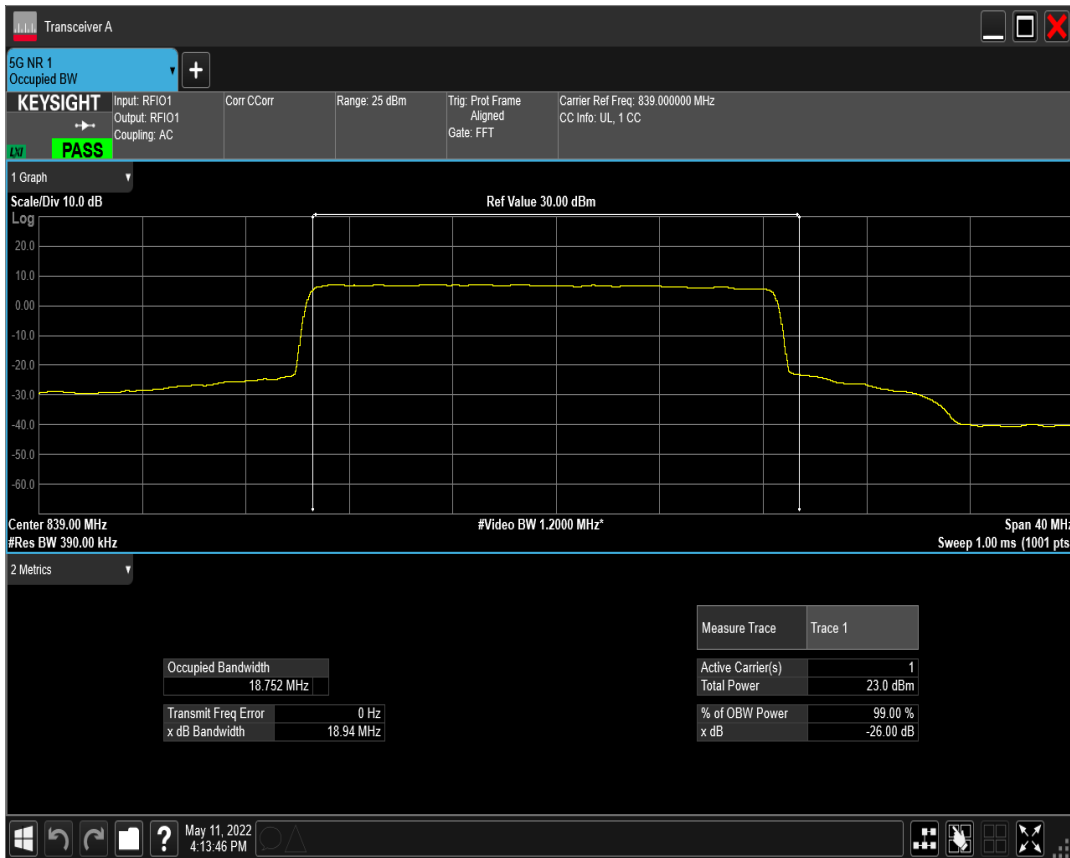 Transceiver A
5G NR 1
Occupied BW
KEYSIGHT
LXI
PASS
Input: RFIO1
Output: RFIO1
Coupling: AC
Corr CCorr
Range: 25 dBm
Trig: Prot Frame
Aligned
Gate: FFT
Carrier Ref Freq: 839.000000 MHz
CC Info: UL, 1 CC
1 Graph
Scale/Div 10.0 dB
Ref Value 30.00 dBm
Log
20.0
10.0
0.00
-10.0
-20.0
-30.0
-40.0
-50.0
-60.0
Center 839.00 MHz
#Video BW 1.2000 MHz*
Span 40 MHz
#Res BW 390.00 kHz
Sweep 1.00 ms (1001 pts
2 Metrics
Measure Trace Trace 1
Occupied Bandwidth
18.752 MHz
Active Carrier(s) 1
Total Power 23.0 dBm
Transmit Freq Error 0 Hz
x dB Bandwidth 18.94 MHz
% of OBW Power 99.00 %
x dB -26.00 dB
?
May 11, 2022
4:13:46 PM